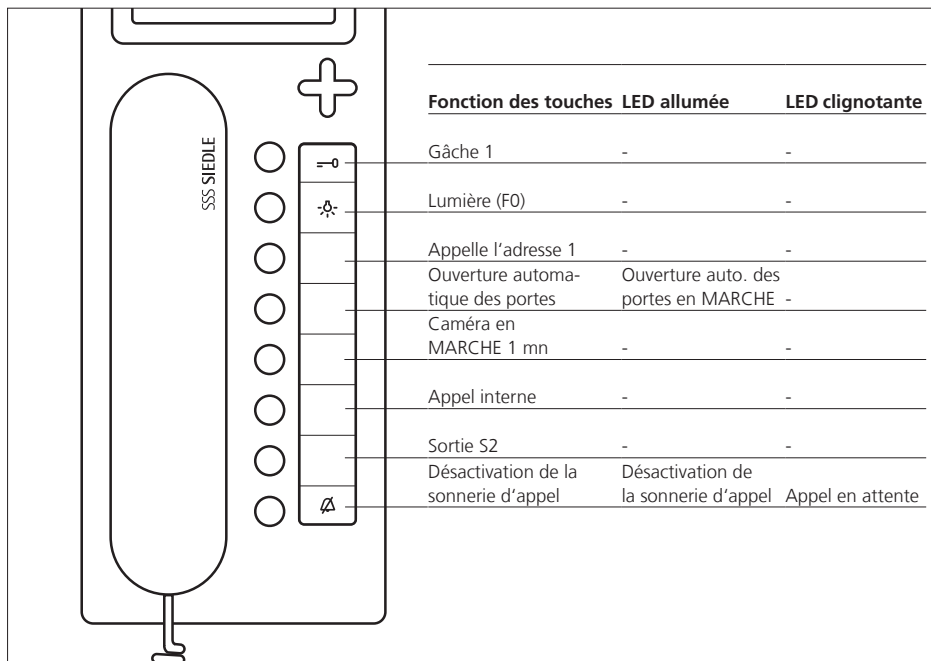 SSS SIEDLE
Fonction des touches LED allumée LED clignotante
Gâche 1 - -
Lumière (F0) - -
Appelle l‘adresse 1 - -
Ouverture automa- Ouverture auto. des
tique des portes portes en MARCHE -
Caméra en
MARCHE 1 mn - -
Appel interne - -
Sortie S2 - -
Désactivation de la Désactivation de
sonnerie d‘appel la sonnerie d‘appel Appel en attente